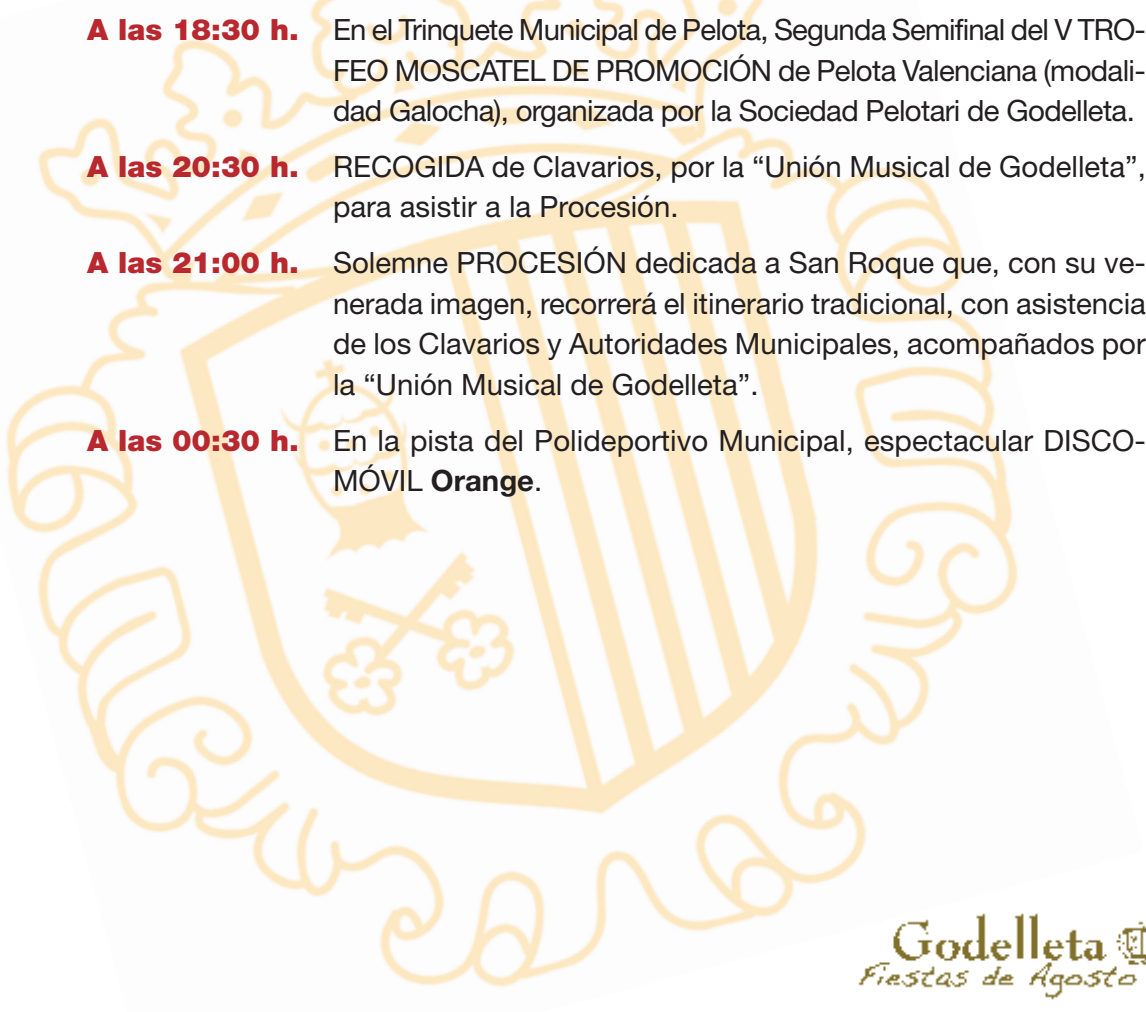 A las 18:30 h. En el Trinquete Municipal de Pelota, Segunda Semifinal del V TRO-
FEO MOSCATEL DE PROMOCIÓN de Pelota Valenciana (modali-
dad Galocha), organizada por la Sociedad Pelotari de Godelleta.
A las 20:30 h. RECOGIDA de Clavarios, por la “Unión Musical de Godelleta”,
para asistir a la Procesión.
A las 21:00 h. Solemne PROCESIÓN dedicada a San Roque que, con su ve-
nerada imagen, recorrerá el itinerario tradicional, con asistencia
de los Clavarios y Autoridades Municipales, acompañados por
la “Unión Musical de Godelleta”.
A las 00:30 h. En la pista del Polideportivo Municipal, espectacular DISCO-
MÓVIL Orange.
Godelleta
Fiestas de Agosto